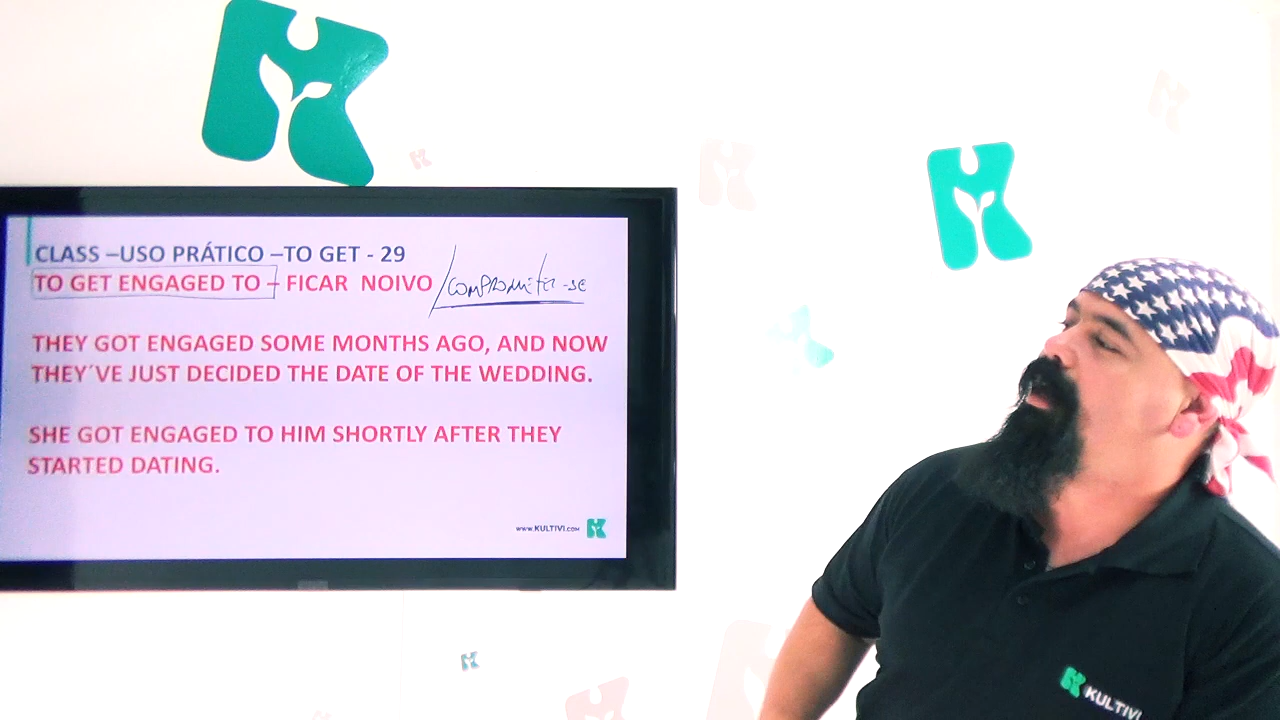 CLASS –USO PRÁTICO –TO GET - 29
TO GET ENGAGED TO – FICAR NOIVO / COMPROMETER-SE
THEY GOT ENGAGED SOME MONTHS AGO, AND NOW
THEY´VE JUST DECIDED THE DATE OF THE WEDDING.
SHE GOT ENGAGED TO HIM SHORTLY AFTER THEY
STARTED DATING.
WWW.KULTIVI.COM
KULTIVI